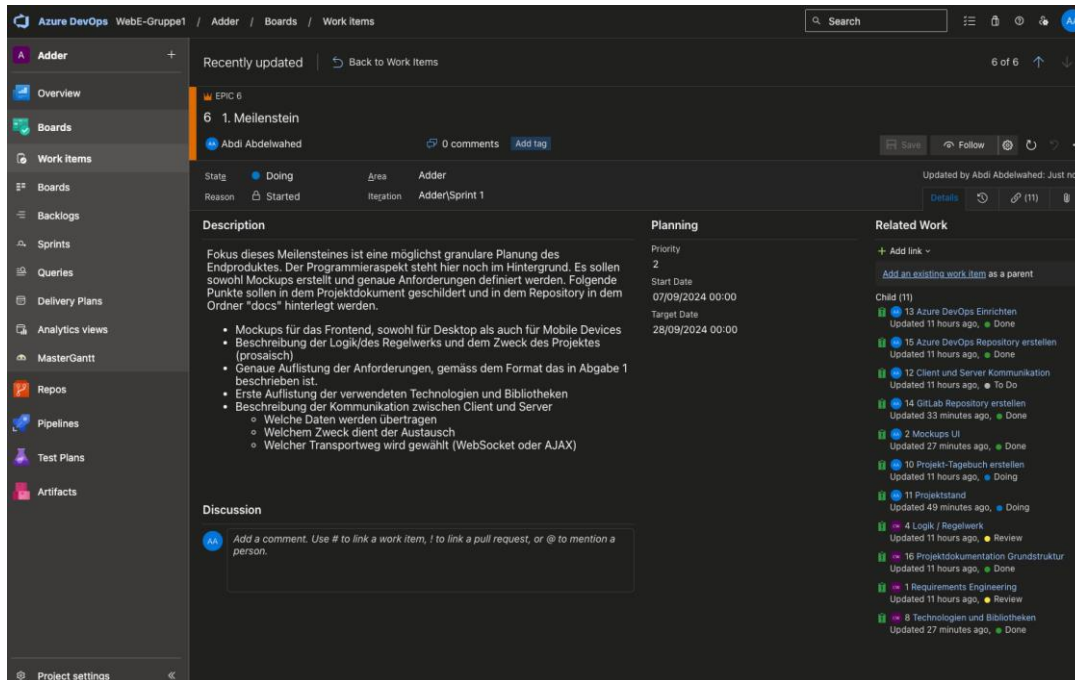 Azure DevOps WebE-Gruppe1 / Adder / Boards / Work items
Search
AA
A Adder +
Overview
Boards
Work items
Boards
Backlogs
Sprints
Queries
Delivery Plans
Analytics views
MasterGantt
Repos
Pipelines
Test Plans
Artifacts
Project settings
Recently updated
Back to Work Items
6 of 6
EPIC 6
6 1. Meilenstein
AA Abdi Abdelwahed
0 comments
Add tag
Save
Follow
State Doing
Area Adder
Updated by Abdi Abdelwahed: Just no
Reason Started
Iteration Adder\Sprint 1
Details
(11)
Description
Fokus dieses Meilensteines ist eine möglichst granulare Planung des
Endproduktes. Der Programmieraspekt steht hier noch im Hintergrund. Es sollen
sowohl Mockups erstellt und genaue Anforderungen definiert werden. Folgende
Punkte sollen in dem Projektdokument geschildert und in dem Repository in dem
Ordner "docs" hinterlegt werden.
• Mockups für das Frontend, sowohl für Desktop als auch für Mobile Devices
• Beschreibung der Logik/des Regelwerks und dem Zweck des Projektes
(prosaisch)
• Genaue Auflistung der Anforderungen, gemäss dem Format das in Abgabe 1
beschrieben ist.
• Erste Auflistung der verwendeten Technologien und Bibliotheken
• Beschreibung der Kommunikation zwischen Client und Server
◦ Welche Daten werden übertragen
◦ Welchem Zweck dient der Austausch
◦ Welcher Transportweg wird gewählt (WebSocket oder AJAX)
Discussion
AA
Add a comment. Use # to link a work item, ! to link a pull request, or @ to mention a
person.
Planning
Priority
2
Start Date
07/09/2024 00:00
Target Date
28/09/2024 00:00
Related Work
+ Add link
Add an existing work item as a parent
Child (11)
AA 13 Azure DevOps Einrichten
Updated 11 hours ago, Done
AA 15 Azure DevOps Repository erstellen
Updated 11 hours ago, Done
AA 12 Client und Server Kommunikation
Updated 11 hours ago, To Do
AA 14 GitLab Repository erstellen
Updated 33 minutes ago, Done
AA 2 Mockups UI
Updated 27 minutes ago, Done
AA 10 Projekt-Tagebuch erstellen
Updated 11 hours ago, Doing
AA 11 Projektstand
Updated 49 minutes ago, Doing
4 Logik / Regelwerk
Updated 11 hours ago, Review
16 Projektdokumentation Grundstruktur
Updated 11 hours ago, Done
1 Requirements Engineering
Updated 11 hours ago, Review
8 Technologien und Bibliotheken
Updated 27 minutes ago, Done